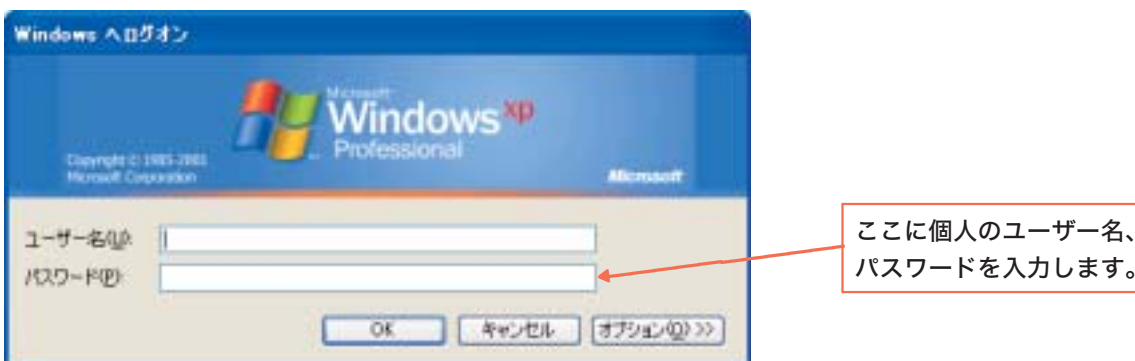 Windows へログオン
Microsoft
Windows xp
Professional
Copyright © 1985-2001
Microsoft Corporation
Microsoft
ユーザー名(U):
パスワード(P):
OK
キャンセル
オプション(O) >>
ここに個人のユーザー名、
パスワードを入力します。